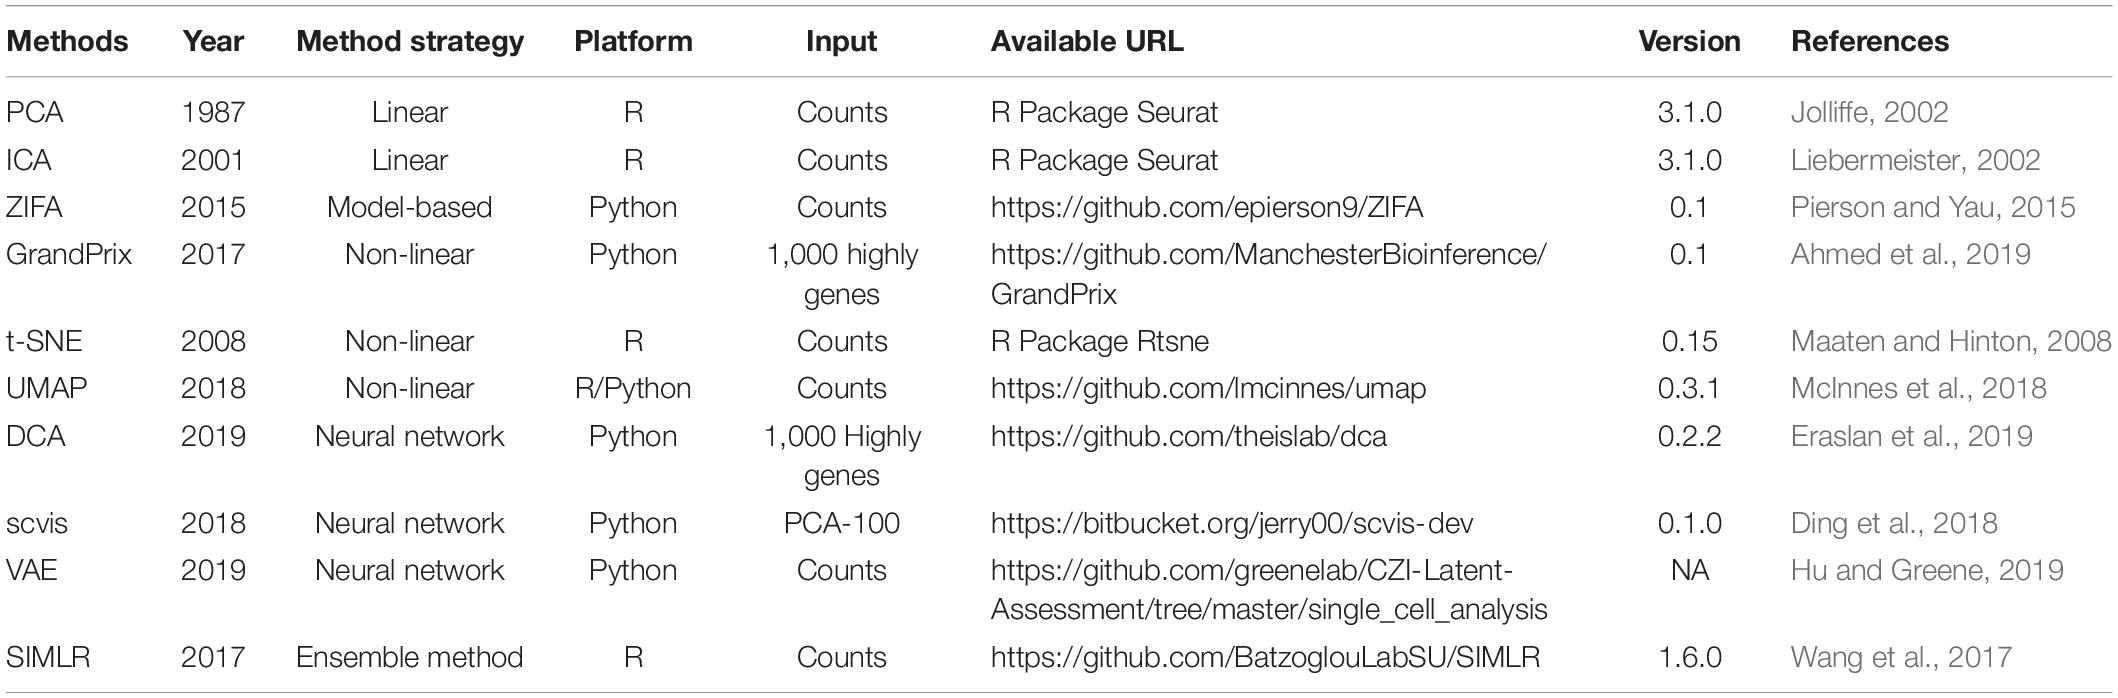 Methods Year Method strategy Platform Input Available URL Version References
PCA 1987 Linear R Counts R Package Seurat 3.1.0 Jolliffe, 2002
ICA 2001 Linear R Counts R Package Seurat 3.1.0 Liebermeister, 2002
ZIFA 2015 Model-based Python Counts https://github.com/epierson9/ZIFA 0.1 Pierson and Yau, 2015
GrandPrix 2017 Non-linear Python 1,000 highly https://github.com/ManchesterBioinference/ 0.1 Ahmed et al., 2019
genes GrandPrix
t-SNE 2008 Non-linear R Counts R Package Rtsne 0.15 Maaten and Hinton, 2008
UMAP 2018 Non-linear R/Python Counts https://github.com/lmcinnes/umap 0.3.1 McInnes et al., 2018
DCA 2019 Neural network Python 1,000 Highly https://github.com/theislab/dca 0.2.2 Eraslan et al., 2019
genes
scvis 2018 Neural network Python PCA-100 https://bitbucket.org/jerry00/scvis-dev 0.1.0 Ding et al., 2018
VAE 2019 Neural network Python Counts https://github.com/greenelab/CZI-Latent- NA Hu and Greene, 2019
Assessment/tree/master/single_cell_analysis
SIMLR 2017 Ensemble method R Counts https://github.com/BatzoglouLabSU/SIMLR 1.6.0 Wang et al., 2017